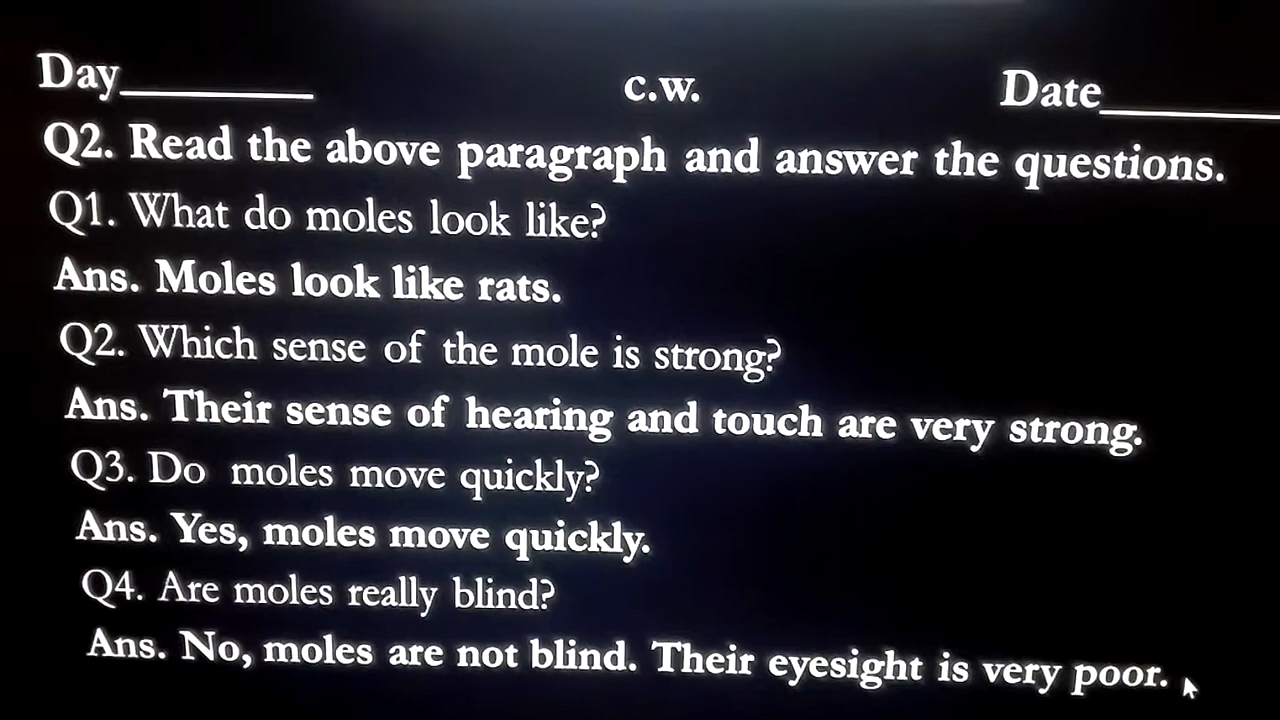 Day__________ c.w. Date__________
Q2. Read the above paragraph and answer the questions.
Q1. What do moles look like?
Ans. Moles look like rats.
Q2. Which sense of the mole is strong?
Ans. Their sense of hearing and touch are very strong.
Q3. Do moles move quickly?
Ans. Yes, moles move quickly.
Q4. Are moles really blind?
Ans. No, moles are not blind. Their eyesight is very poor.